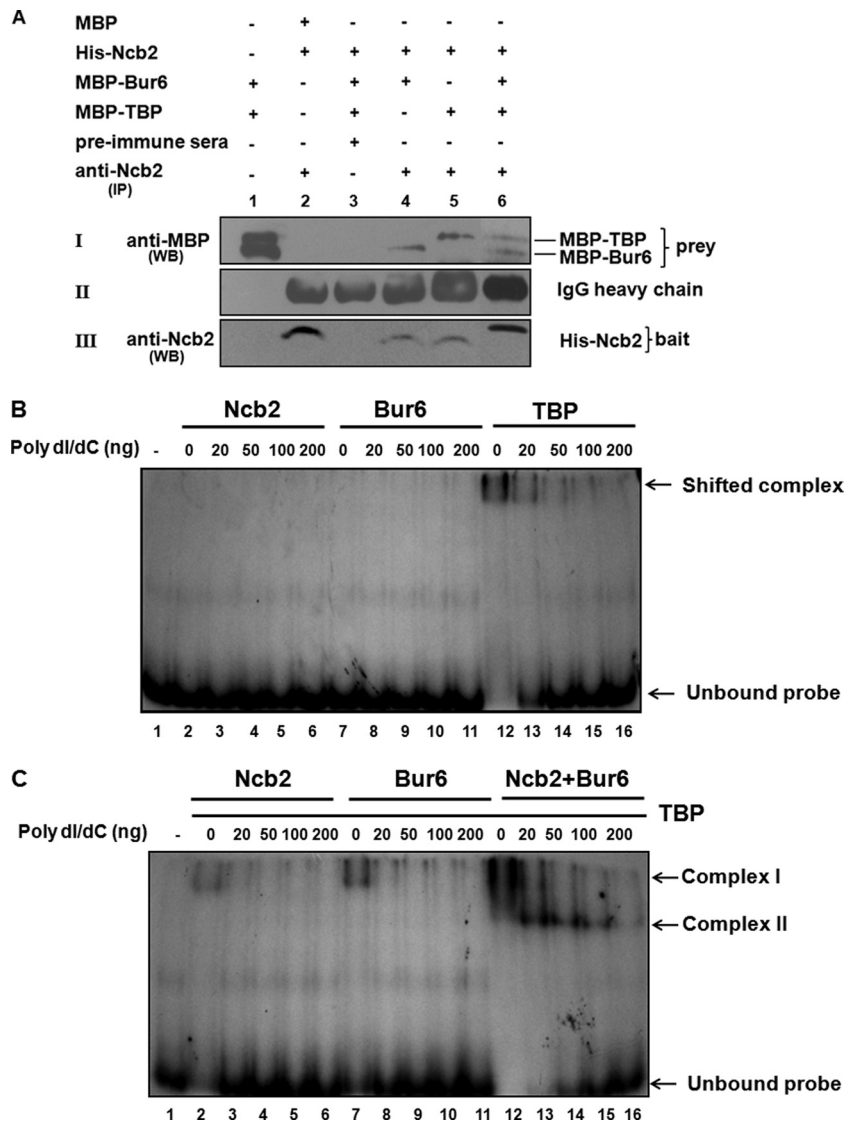 A
MBP - + - - - -
His-Ncb2 - + + + + +
MBP-Bur6 + - + + - +
MBP-TBP + - + - + +
pre-immune sera - - + - - -
anti-Ncb2 - + - + + +
(IP)
1 2 3 4 5 6
I anti-MBP MBP-TBP prey
(WB) MBP-Bur6
II IgG heavy chain
III anti-Ncb2 His-Ncb2 bait
(WB)
B
Ncb2 Bur6 TBP
Poly dI/dC (ng) - 0 20 50 100 200 0 20 50 100 200 0 20 50 100 200
Shifted complex
Unbound probe
1 2 3 4 5 6 7 8 9 10 11 12 13 14 15 16
C
Ncb2 Bur6 Ncb2+Bur6
TBP
Poly dI/dC (ng) - 0 20 50 100 200 0 20 50 100 200 0 20 50 100 200
Complex I
Complex II
Unbound probe
1 2 3 4 5 6 7 8 9 10 11 12 13 14 15 16